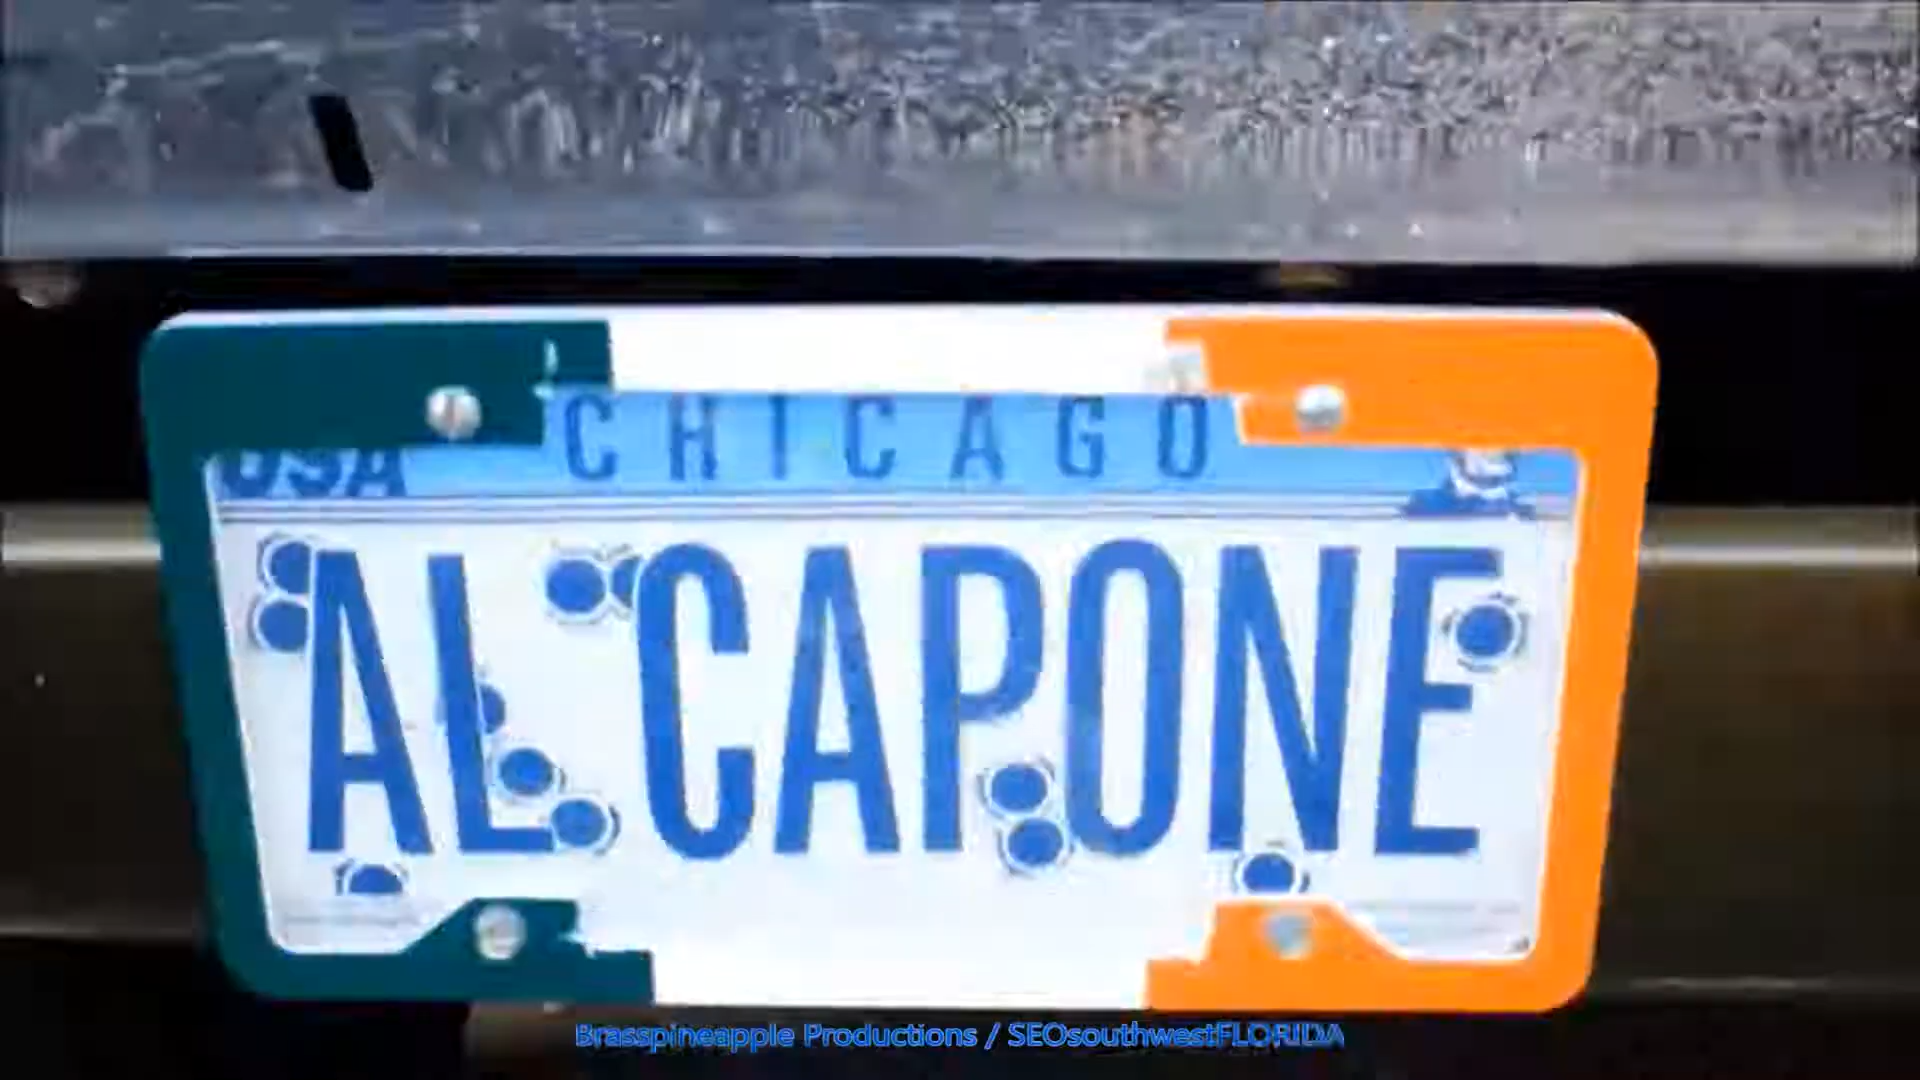 CHICAGO
USA
AL CAPONE
Brasspineapple Productions / SEOsouthwestFLORIDA